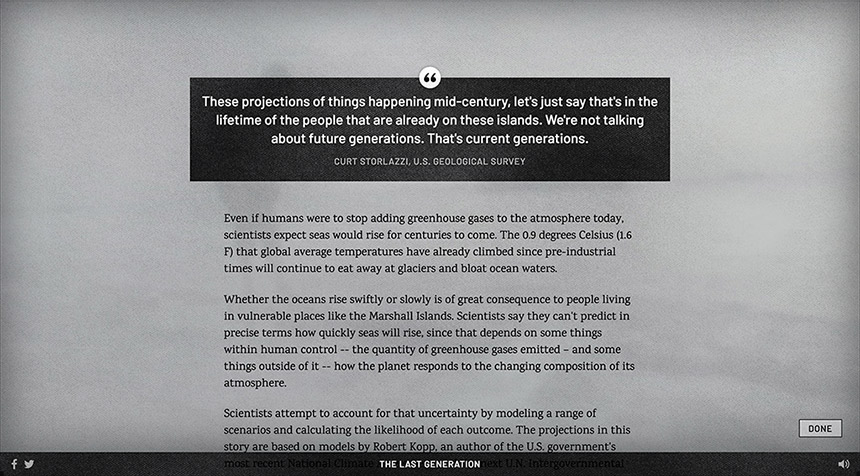 These projections of things happening mid-century, let's just say that's in the
lifetime of the people that are already on these islands. We're not talking
about future generations. That's current generations.
CURT STORLAZZI, U.S. GEOLOGICAL SURVEY
Even if humans were to stop adding greenhouse gases to the atmosphere today,
scientists expect seas would rise for centuries to come. The 0.9 degrees Celsius (1.6
F) that global average temperatures have already climbed since pre-industrial
times will continue to eat away at glaciers and bloat ocean waters.
Whether the oceans rise swiftly or slowly is of great consequence to people living
in vulnerable places like the Marshall Islands. Scientists say they can't predict in
precise terms how quickly seas will rise, since that depends on some things
within human control -- the quantity of greenhouse gases emitted – and some
things outside of it -- how the planet responds to the changing composition of its
atmosphere.
Scientists attempt to account for that uncertainty by modeling a range of
scenarios and calculating the likelihood of each outcome. The projections in this
story are based on models by Robert Kopp, an author of the U.S. government's
DONE
most recent National Climate next U.N. Intergovernmental
THE LAST GENERATION